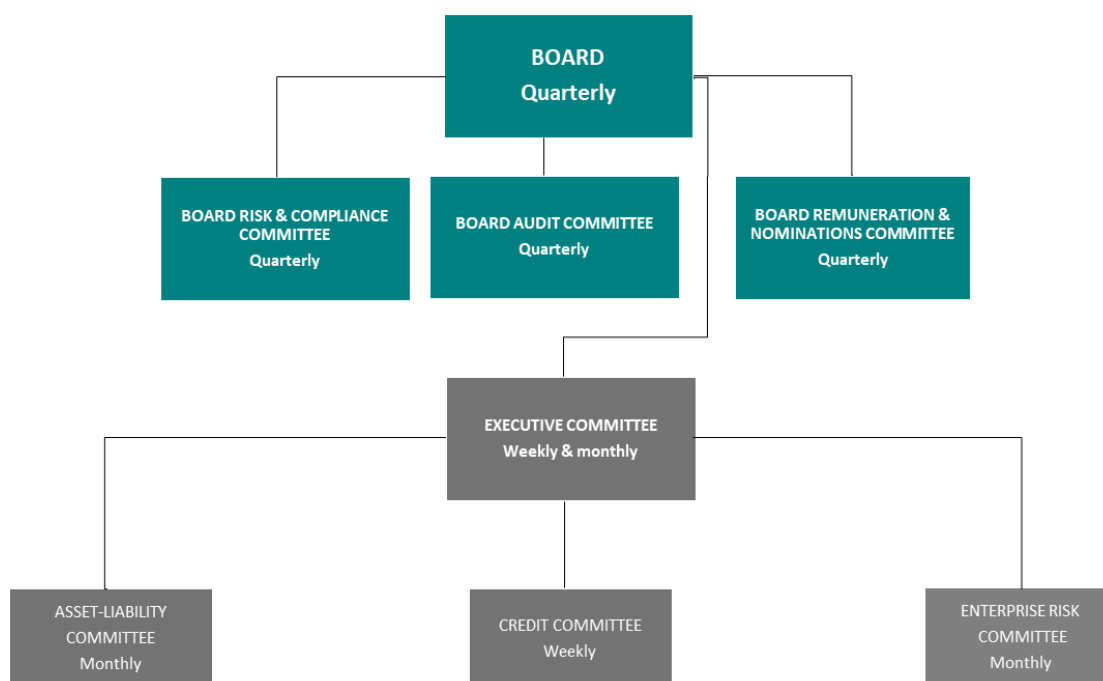 BOARD
Quarterly
BOARD RISK & COMPLIANCE
COMMITTEE
Quarterly
BOARD AUDIT COMMITTEE
Quarterly
BOARD REMUNERATION &
NOMINATIONS COMMITTEE
Quarterly
EXECUTIVE COMMITTEE
Weekly & monthly
ASSET-LIABILITY
COMMITTEE
Monthly
CREDIT COMMITTEE
Weekly
ENTERPRISE RISK
COMMITTEE
Monthly